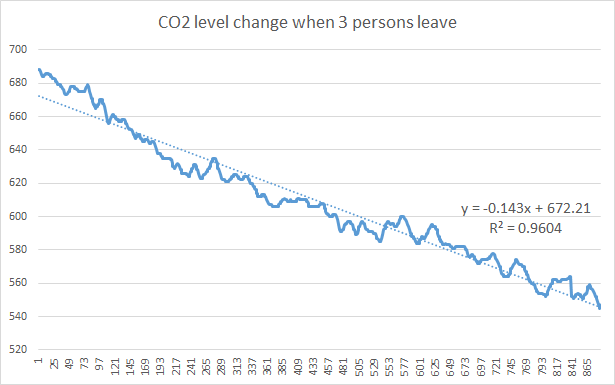 CO2 level change when 3 persons leave
700
680
660
640
620
600
580
560
540
520
y = -0.143x + 672.21
R² = 0.9604
1 25 49 73 97 121 145 169 193 217 241 265 289 313 337 361 385 409 433 457 481 505 529 553 577 601 625 649 673 697 721 745 769 793 817 841 865